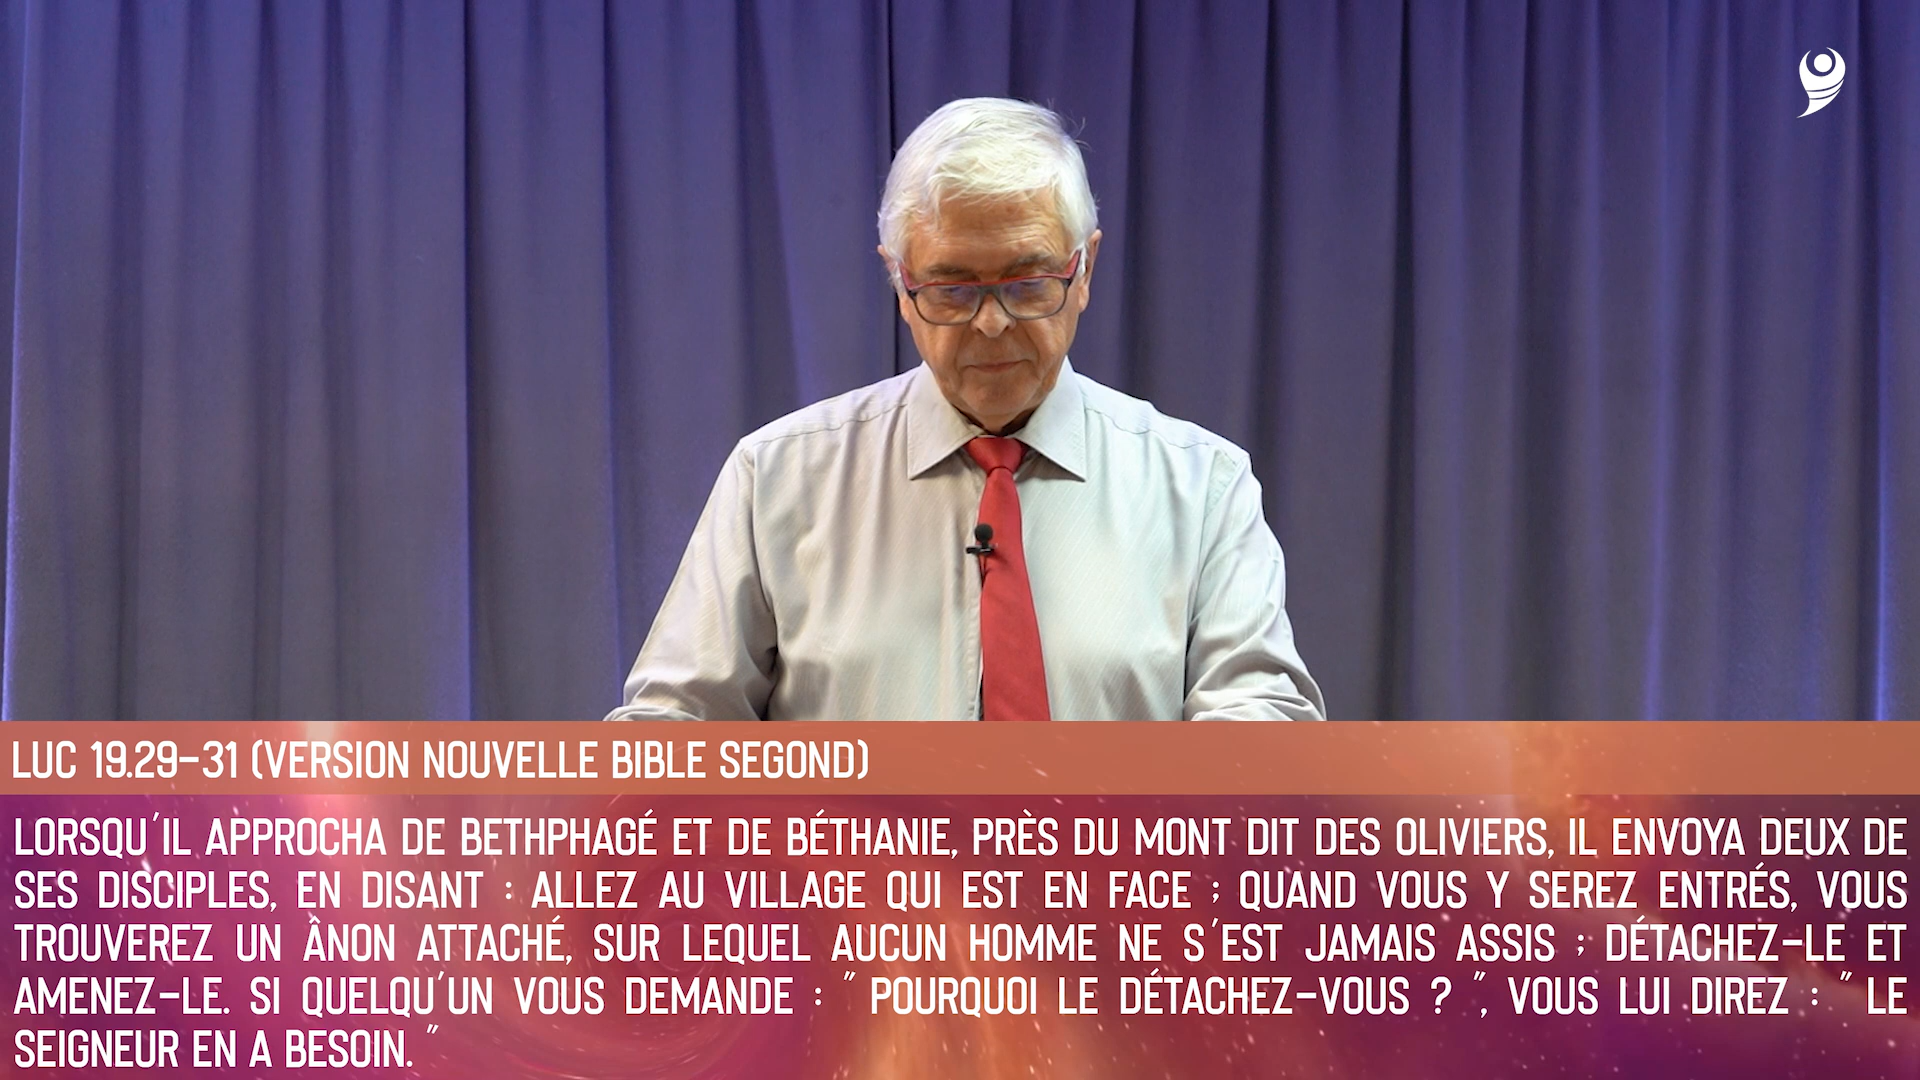 LUC 19.29-31 (VERSION NOUVELLE BIBLE SEGOND)
LORSQU'IL APPROCHA DE BETHPHAGÉ ET DE BÉTHANIE, PRÈS DU MONT DIT DES OLIVIERS, IL ENVOYA DEUX DE
SES DISCIPLES, EN DISANT : ALLEZ AU VILLAGE QUI EST EN FACE ; QUAND VOUS Y SEREZ ENTRÉS, VOUS
TROUVEREZ UN ÂNON ATTACHÉ, SUR LEQUEL AUCUN HOMME NE S'EST JAMAIS ASSIS ; DÉTACHEZ-LE ET
AMENEZ-LE. SI QUELQU'UN VOUS DEMANDE : " POURQUOI LE DÉTACHEZ-VOUS ? ", VOUS LUI DIREZ : " LE
SEIGNEUR EN A BESOIN. "